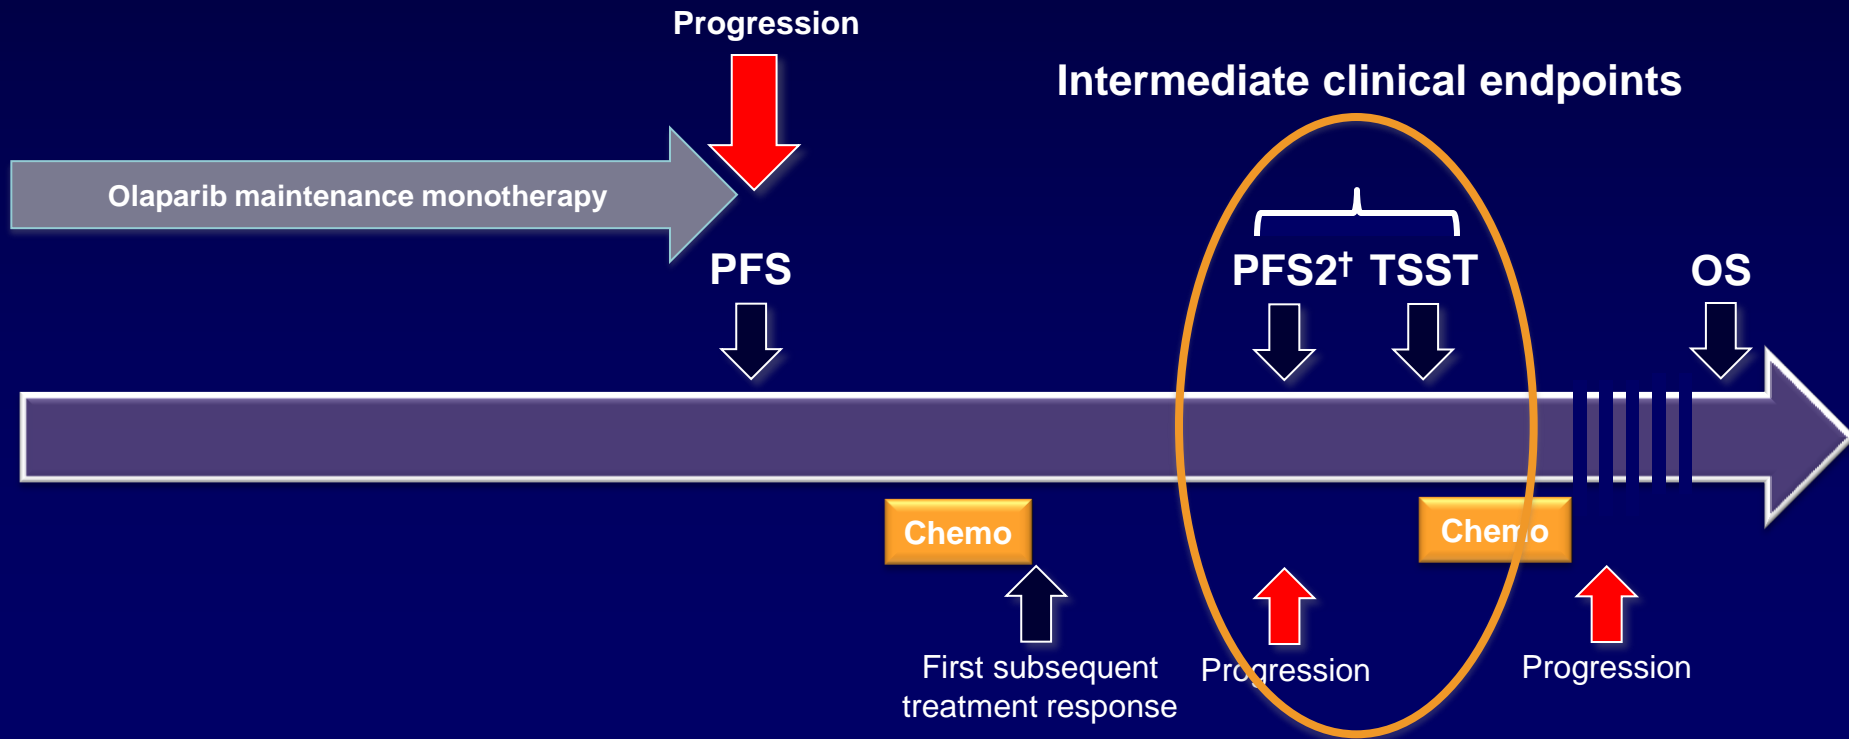 Progression
Intermediate clinical endpoints
Olaparib maintenance monotherapy
PFS
PFS2† TSST
OS
Chemo
Chemo
First subsequent
treatment response
Progression
Progression